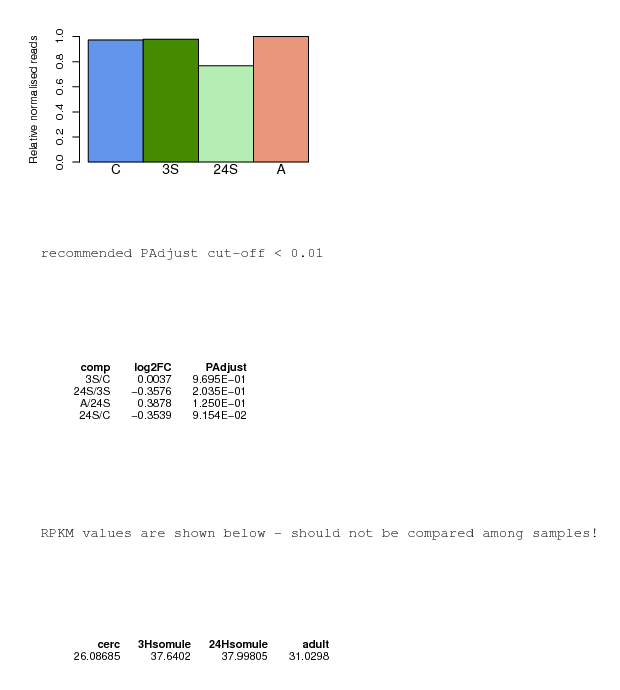 Relative normalised reads
1.0
0.8
0.6
0.4
0.2
0.0
C 3S 24S A
recommended PAdjust cut-off < 0.01
comp log2FC PAdjust
3S/C 0.0037 9.695E-01
24S/3S -0.3576 2.035E-01
A/24S 0.3878 1.250E-01
24S/C -0.3539 9.154E-02
RPKM values are shown below - should not be compared among samples!
cerc 3Hsomule 24Hsomule adult
26.08685 37.6402 37.99805 31.0298